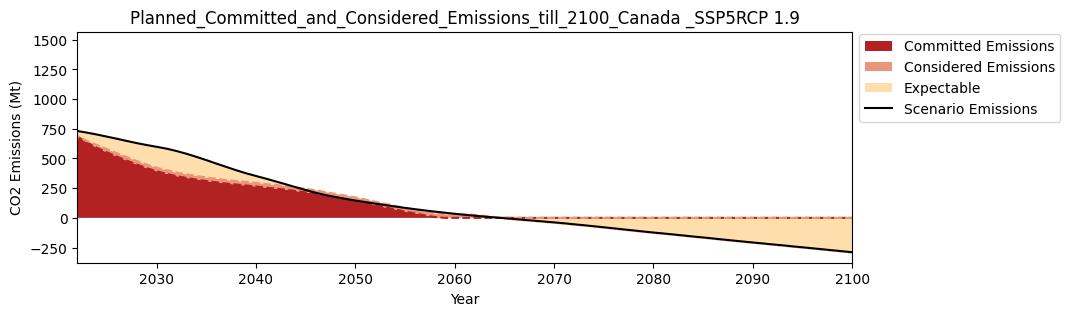 Planned_Committed_and_Considered_Emissions_till_2100_Canada _SSP5RCP 1.9
1500
1250
1000
750
500
250
0
−250
CO2 Emissions (Mt)
2030 2040 2050 2060 2070 2080 2090 2100
Year
Committed Emissions
Considered Emissions
Expectable
Scenario Emissions